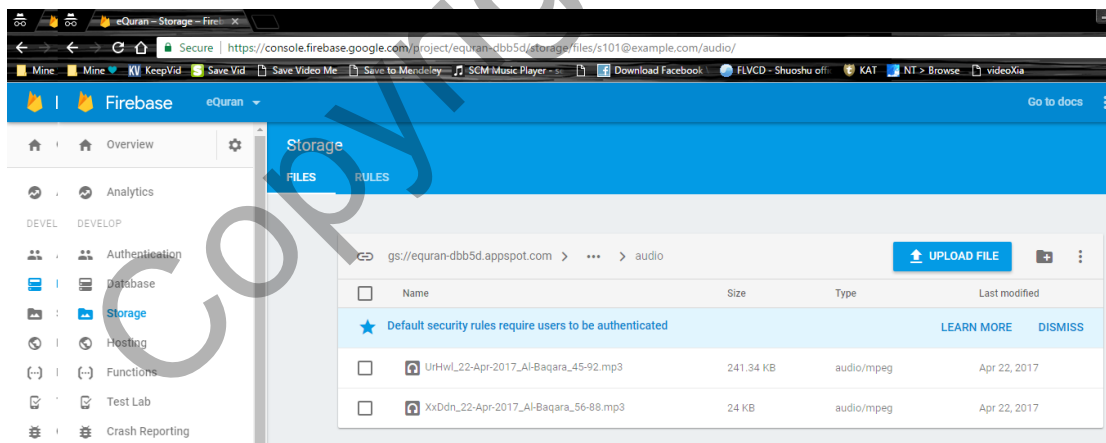 eQuran – Storage – Fire
Secure | https://console.firebase.google.com/project/equran-dbb5d/storage/files/s101@example.com/audio/
Mine Mine KeepVid Save Vid Save Video Me Save to Mendeley SCM Music Player - Download Facebook FLVCD - Shuoshu KAT NT > Browse videoXia
Firebase eQuran Go to docs
Overview
Storage
FILES RULES
Analytics
DEVEL DEVELOP
Authentication
gs://equran-dbb5d.appspot.com > ••• > audio UPLOAD FILE
Database
Name Size Type Last modified
Storage
Default security rules require users to be authenticated LEARN MORE DISMISS
Hosting
UrHwl_22-Apr-2017_Al-Baqara_45-92.mp3 241.34 KB audio/mpeg Apr 22, 2017
Functions
Test Lab
XxDdn_22-Apr-2017_Al-Baqara_56-88.mp3 24 KB audio/mpeg Apr 22, 2017
Crash Reporting